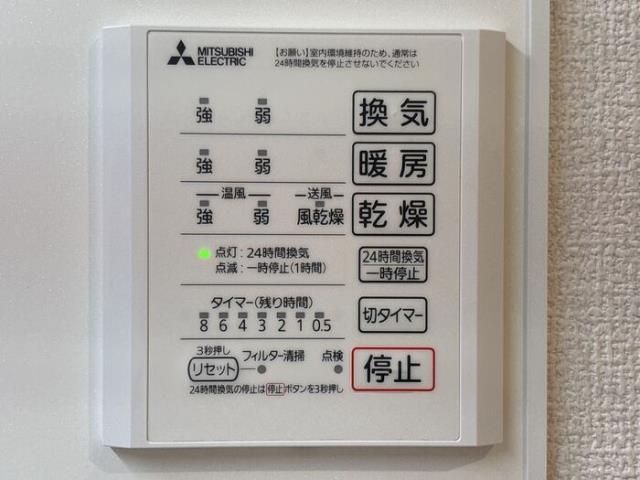 MITSUBISHI
ELECTRIC
【お願い】室内環境維持のため、通常は
24時間換気を停止させないでください
強 弱 換気
強 弱 暖房
温風 送風
強 弱 風乾燥 乾燥
点灯:24時間換気
点滅:一時停止(1時間)
24時間換気
一時停止
タイマー(残り時間)
8 6 4 3 2 1 0.5
切タイマー
3秒押し
リセット フィルター清掃 点検
停止
24時間換気の停止は停止ボタンを3秒押し